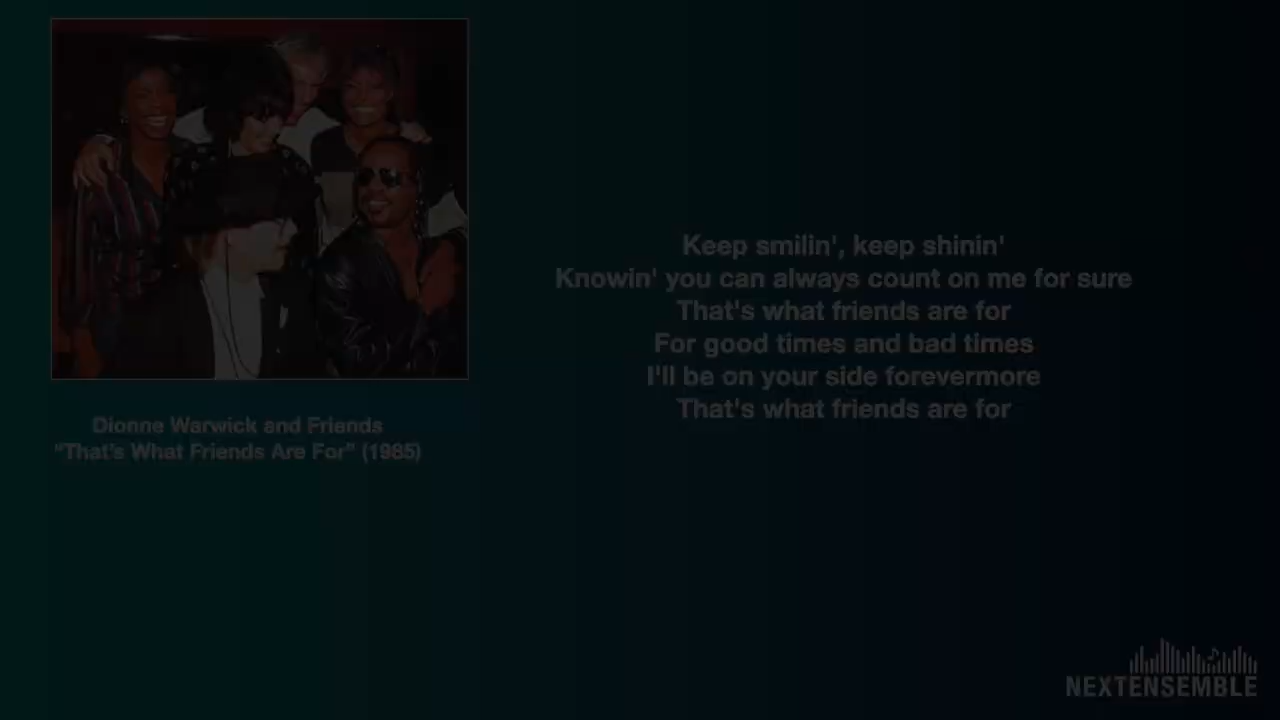 Keep smilin', keep shinin'
Knowin' you can always count on me for sure
That's what friends are for
For good times and bad times
I'll be on your side forevermore
That's what friends are for
Dionne Warwick and Friends
“That's What Friends Are For” (1985)
NEXTENSEMBLE